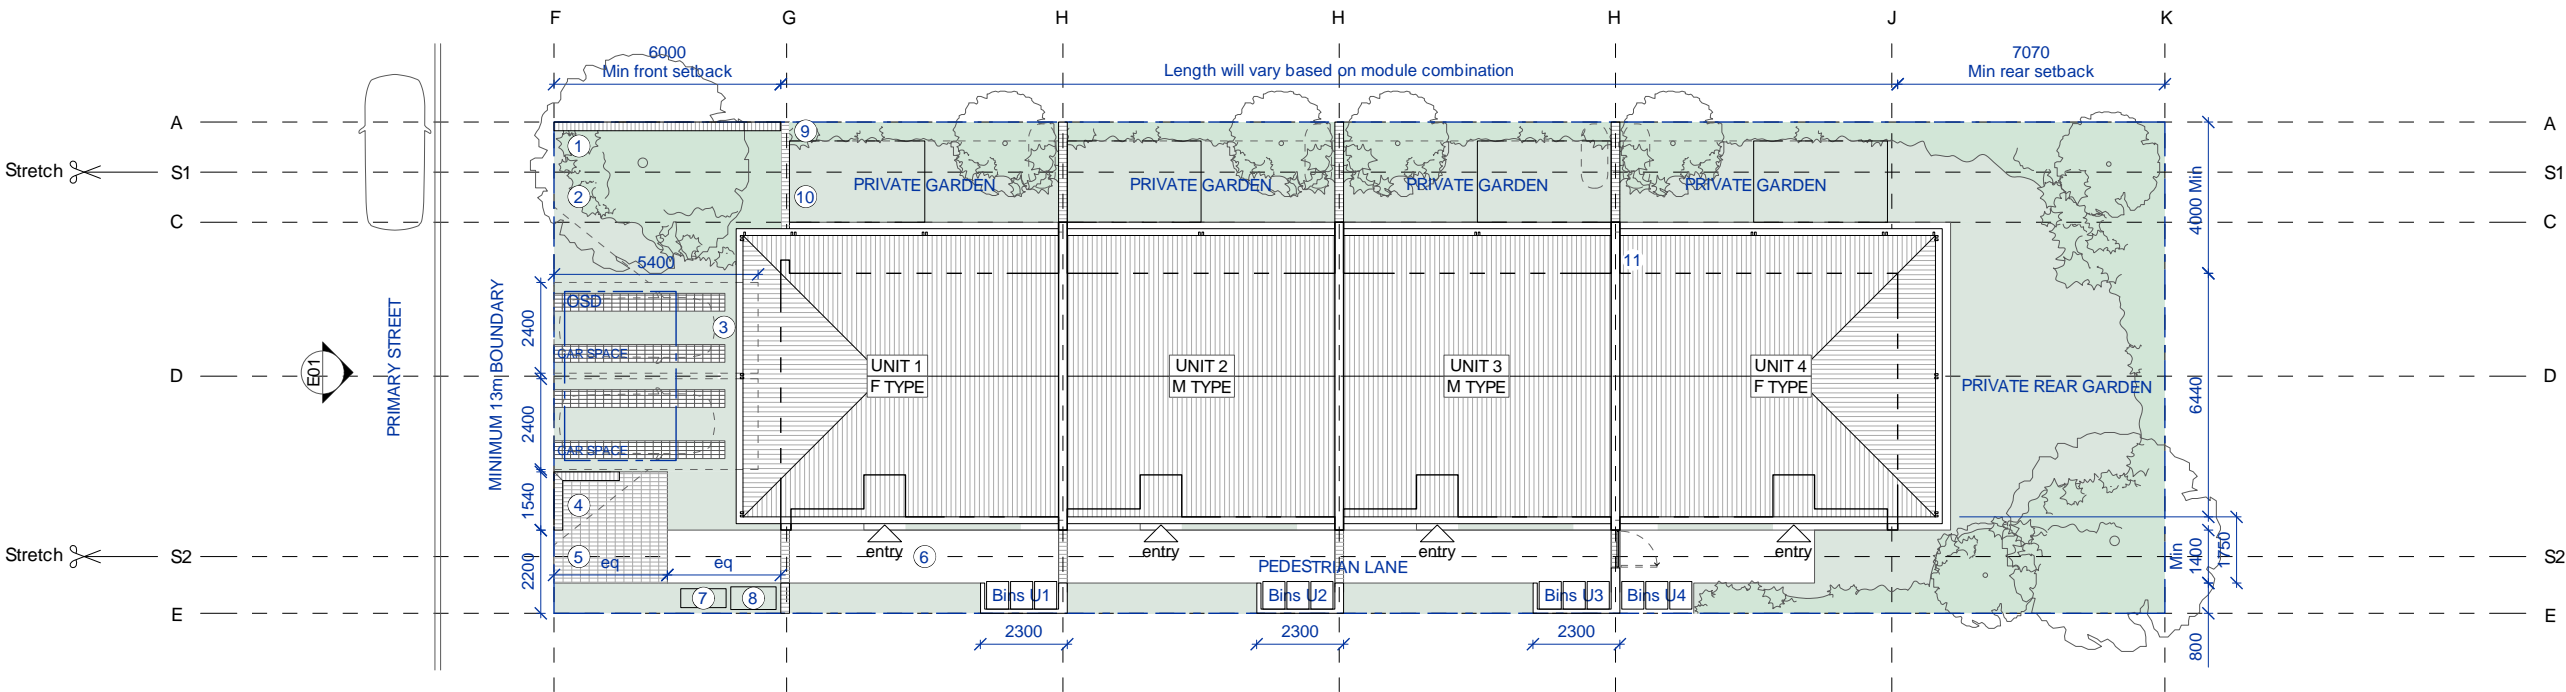 F G H H H J K
6000
Min front setback
Length will vary based on module combination
7070
Min rear setback
A
A
9
1
Stretch
S1
S1
2
10
PRIVATE GARDEN
PRIVATE GARDEN
PRIVATE GARDEN
PRIVATE GARDEN
4000 Min
C
C
5400
11
OSD
3
CAR SPACE
2400
MINIMUM 13m BOUNDARY
PRIMARY STREET
E01
D
D
UNIT 1
F TYPE
UNIT 2
M TYPE
UNIT 3
M TYPE
UNIT 4
F TYPE
PRIVATE REAR GARDEN
6440
2400
CAR SPACE
1540
4
Stretch
S2
S2
5
eq
eq
6
entry
entry
entry
entry
PEDESTRIAN LANE
Min
1400
1750
2200
7
8
Bins U1
Bins U2
Bins U3
Bins U4
E
E
2300
2300
2300
800